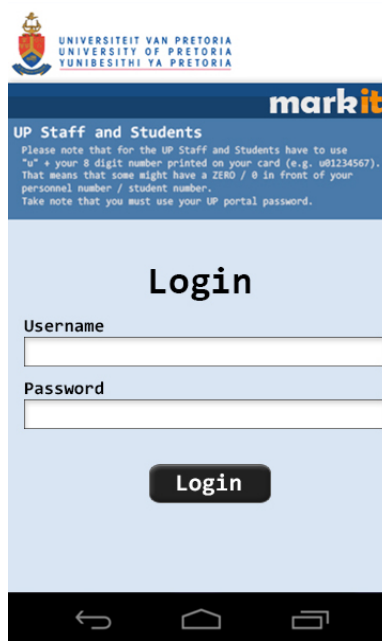 UNIVERSITEIT VAN PRETORIA
UNIVERSITY OF PRETORIA
YUNIBESITHI YA PRETORIA
markit
UP Staff and Students
Please note that for the UP Staff and Students have to use
"u" + your 8 digit number printed on your card (e.g. u01234567).
That means that some might have a ZERO / 0 in front of your
personnel number / student number.
Take note that you must use your UP portal password.
Login
Username
Password
Login